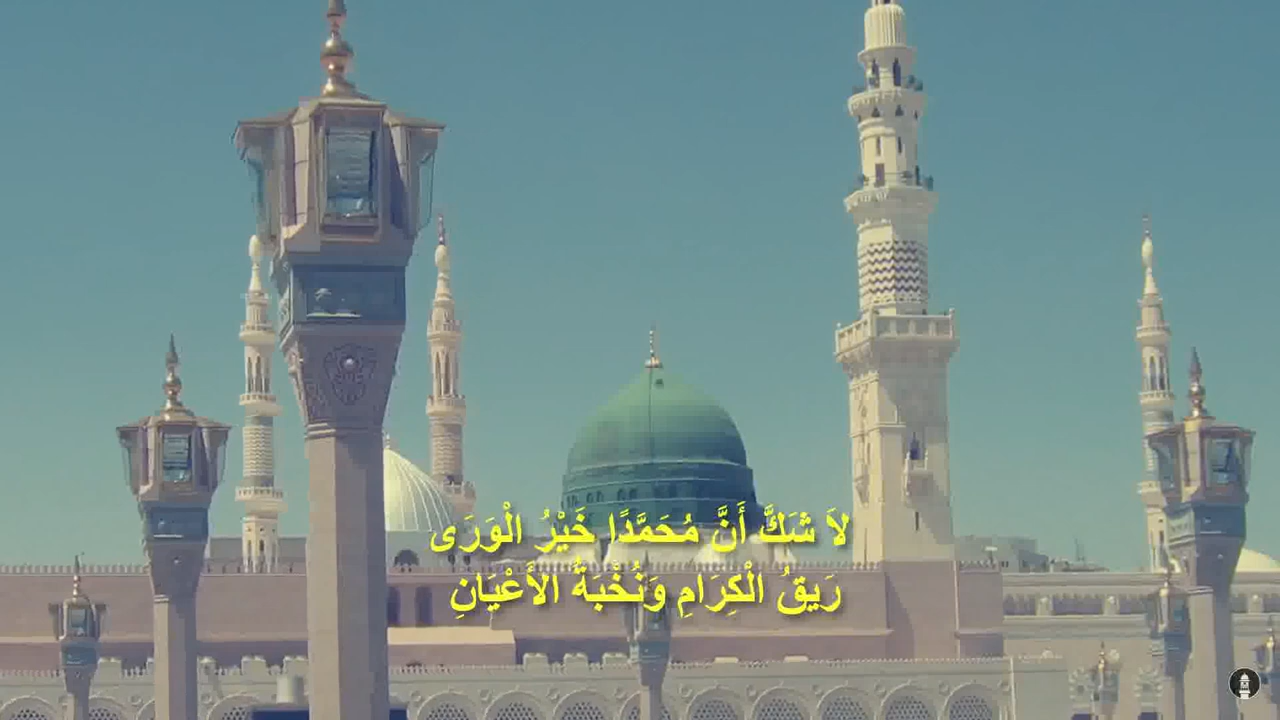 لاَ شَكَّ أَنَّ مُحَمَّدًا خَيْرُ الْوَرَى
رَيقُ الْكِرَامِ وَنُخْبَةُ الأَعْيَانِ